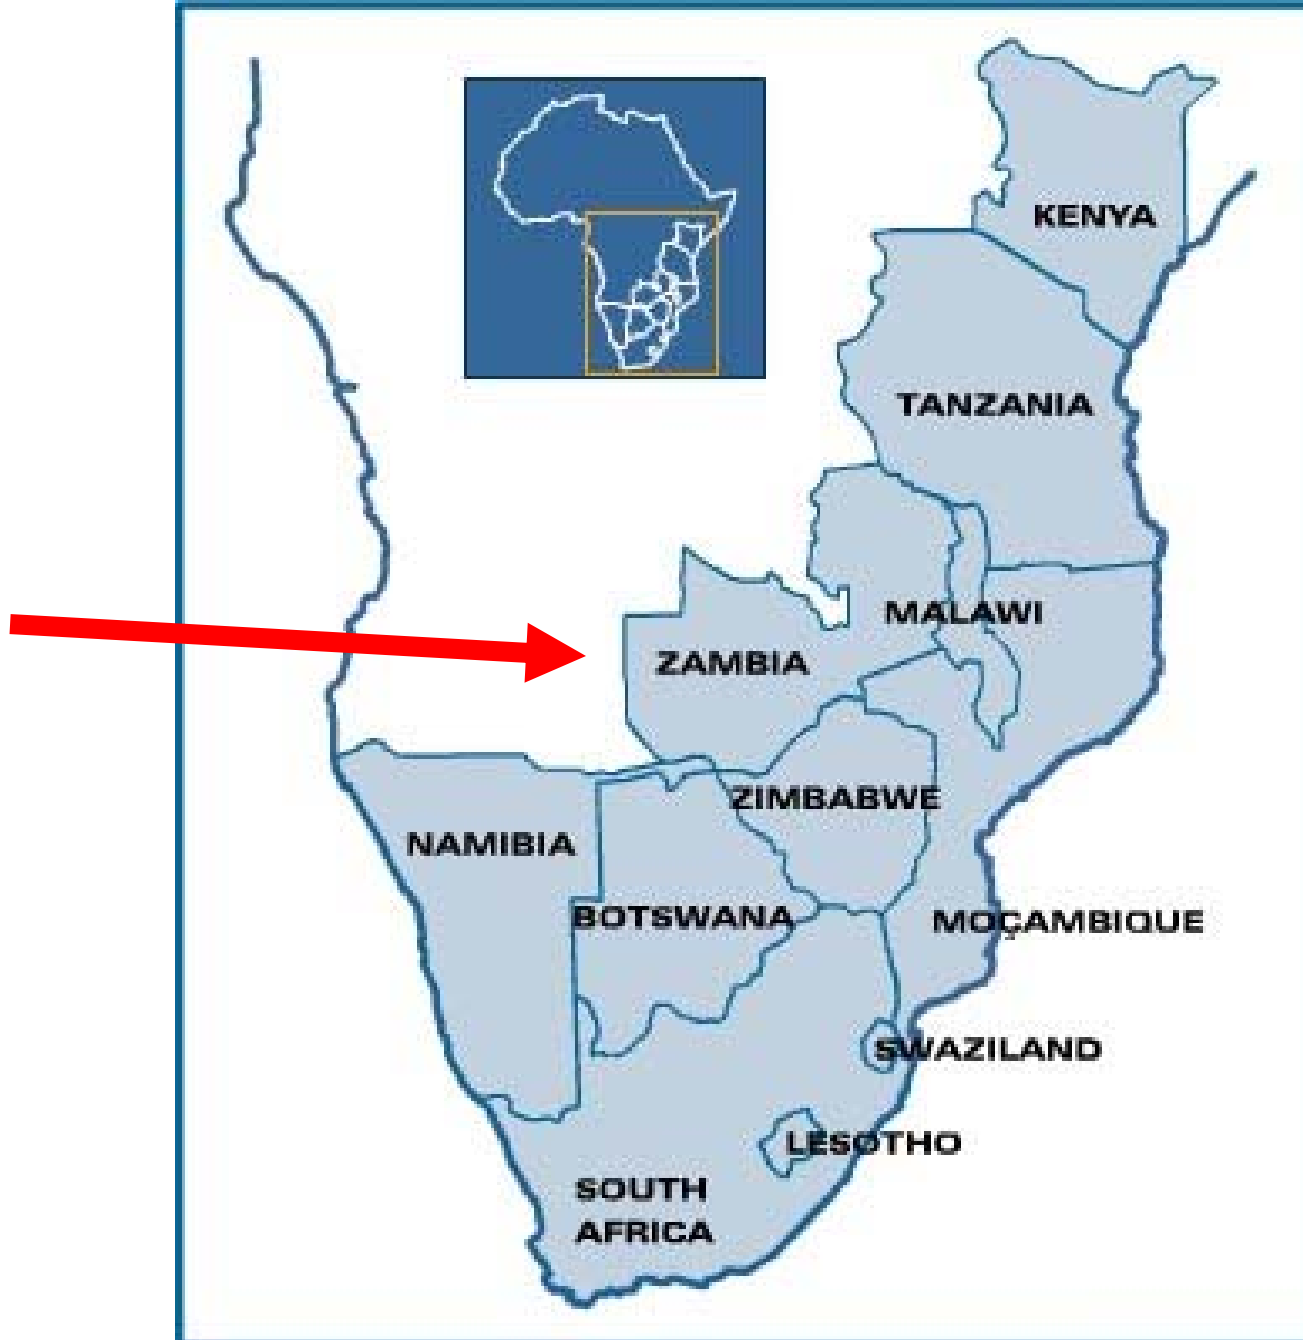 KENYA
TANZANIA
MALAWI
ZAMBIA
ZIMBABWE
NAMIBIA
BOTSWANA
MOÇAMBIQUE
SWAZILAND
LESOTHO
SOUTH
AFRICA